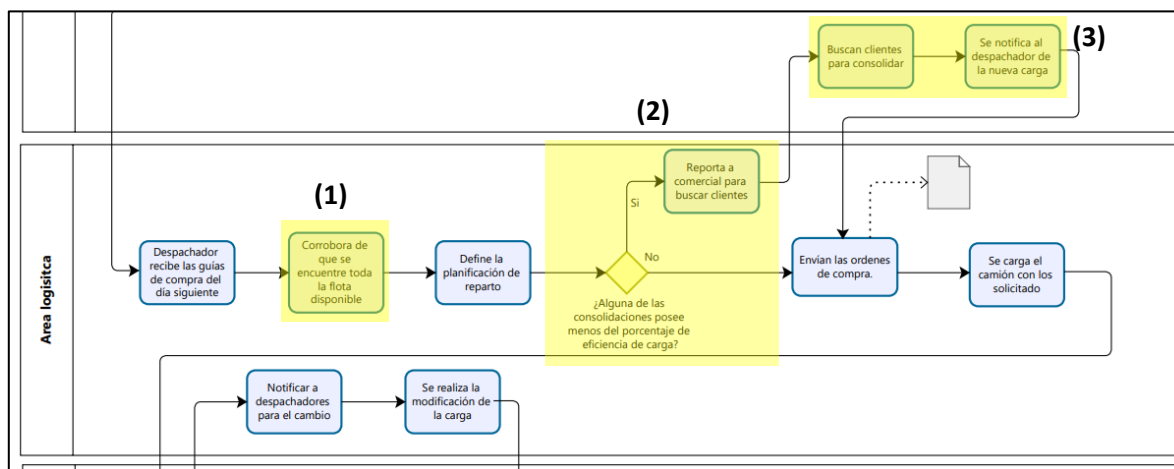 Buscan clientes
para consolidar
Se notifica al
despachador de
la nueva carga
(3)
(2)
Reporta a
comercial para
buscar clientes
Si
(1)
Area logisitca
Despachador
recibe las guías
de compra del
día siguiente
Corrobora de
que se
encuentre toda
la flota
disponible
Define la
planificación de
reparto
No
¿Alguna de las
consolidaciones posee
menos del porcentaje de
eficiencia de carga?
Envían las ordenes
de compra.
Se carga el
camión con los
solicitado
Notificar a
despachadores
para el cambio
Se realiza la
modificación de
la carga